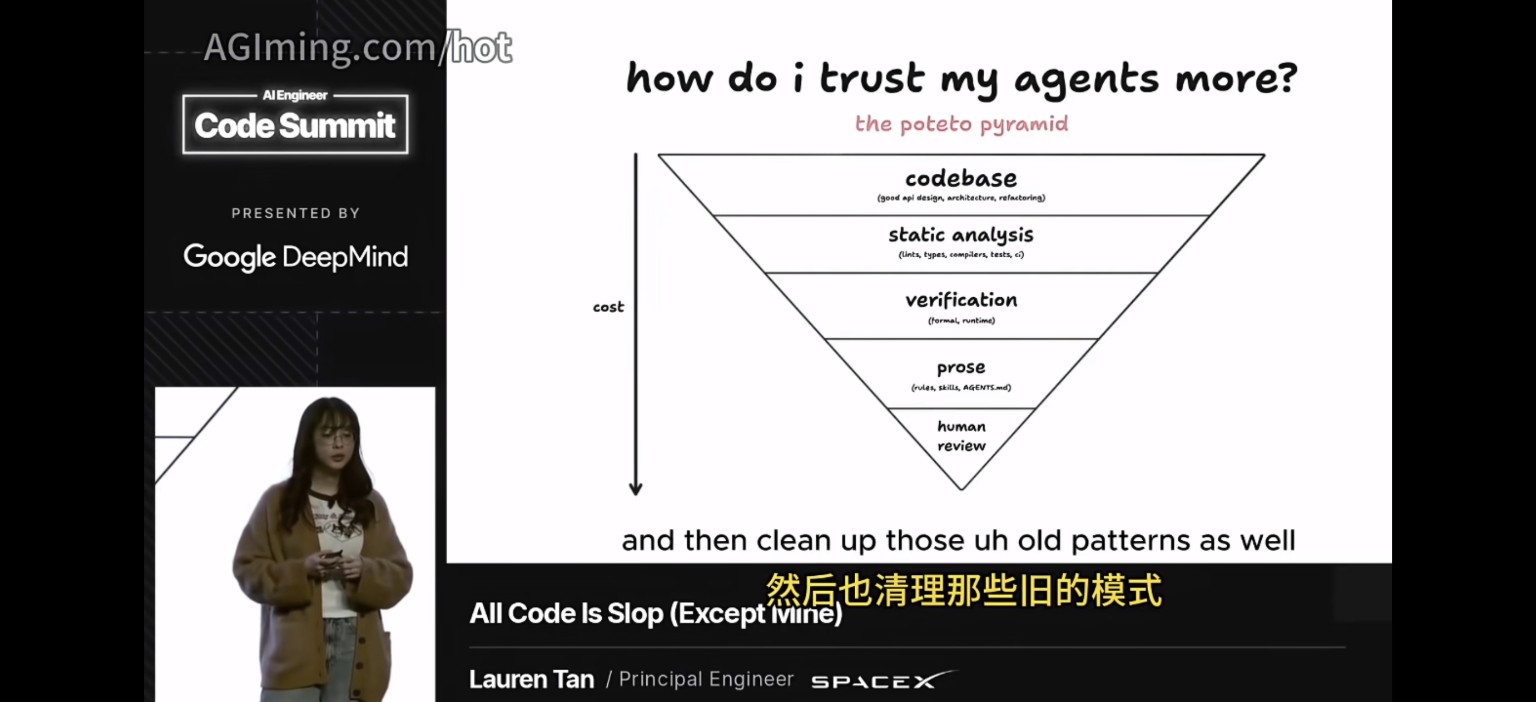 AGIming.com/hot
AI Engineer
Code Summit
PRESENTED BY
Google DeepMind
how do i trust my agents more?
the poteto pyramid
cost
codebase
(good api design, architecture, refactoring)
static analysis
(lints, types, compilers, tests, ci)
verification
(formal, runtime)
prose
(rules, skills, AGENTS.md)
human
review
and then clean up those uh old patterns as well
然后也清理那些旧的模式
All Code Is Slop (Except Mine)
Lauren Tan / Principal Engineer SPACEX